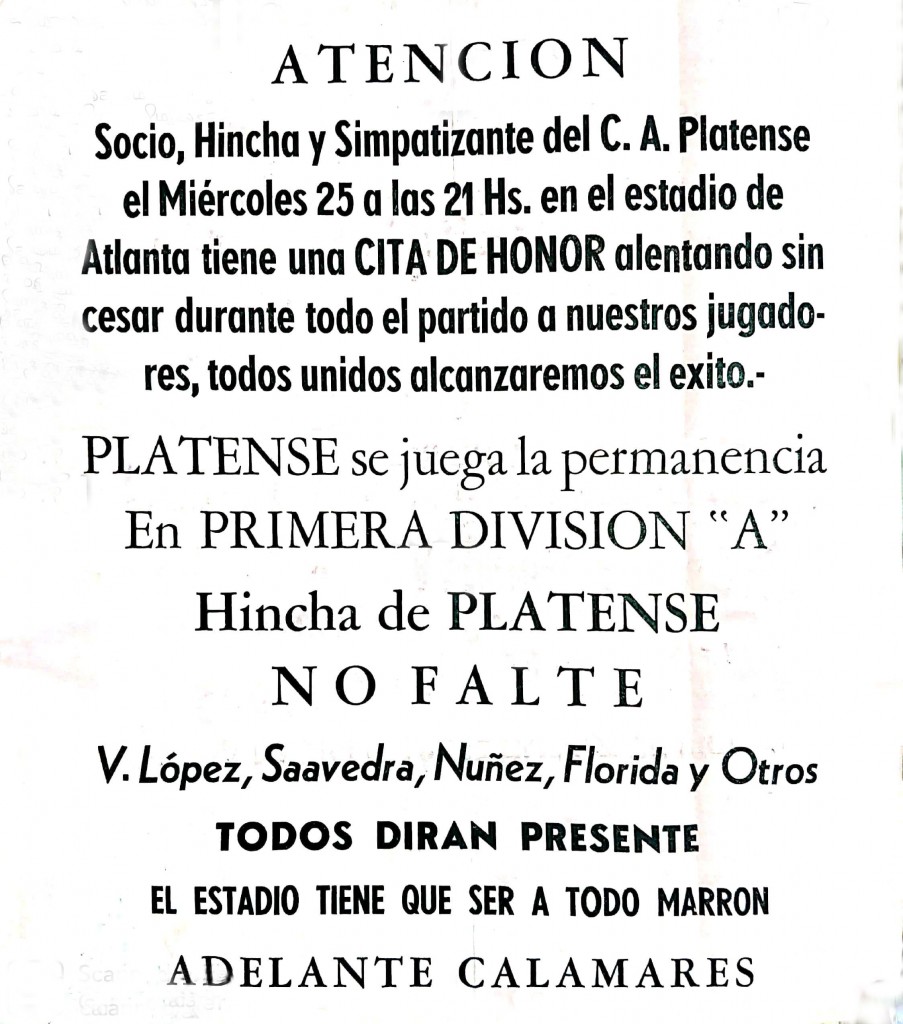 ATENCION
Socio, Hincha y Simpatizante del C. A. Platense
el Miércoles 25 a las 21 Hs. en el estadio de
Atlanta tiene una CITA DE HONOR alentando sin
cesar durante todo el partido a nuestros jugado-
res, todos unidos alcanzaremos el exito.-
PLATENSE se juega la permanencia
En PRIMERA DIVISION “A”
Hincha de PLATENSE
NO FALTE
V. López, Saavedra, Nuñez, Florida y Otros
TODOS DIRAN PRESENTE
EL ESTADIO TIENE QUE SER A TODO MARRON
ADELANTE CALAMARES